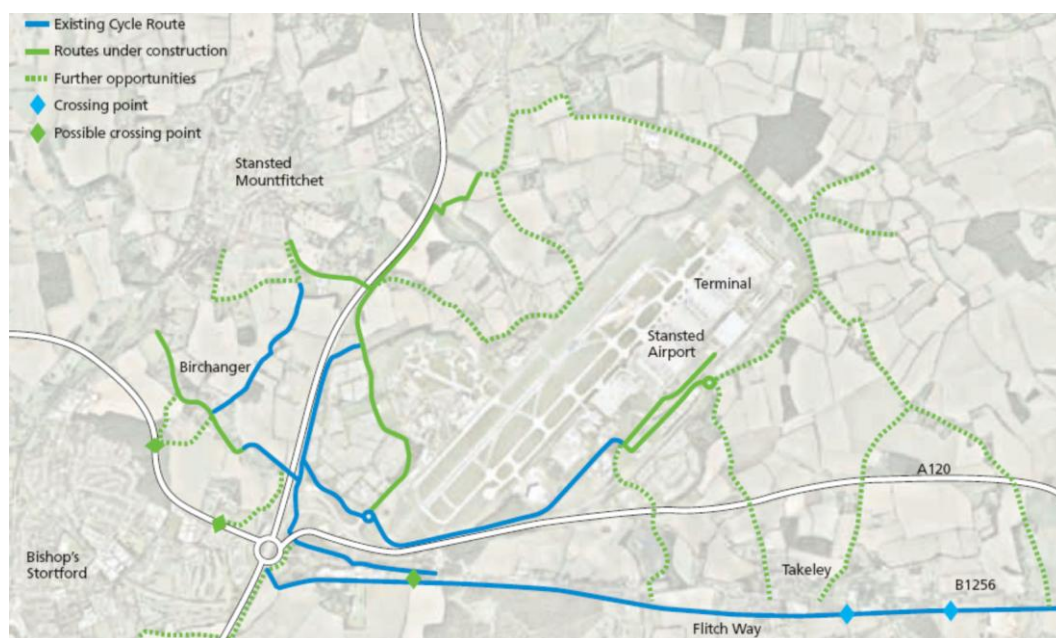 Existing Cycle Route
Routes under construction
Further opportunities
Crossing point
Possible crossing point
Stansted
Mountfitchet
Terminal
Stansted
Airport
Birchanger
A120
Bishop's
Stortford
Takeley
B1256
Flitch Way